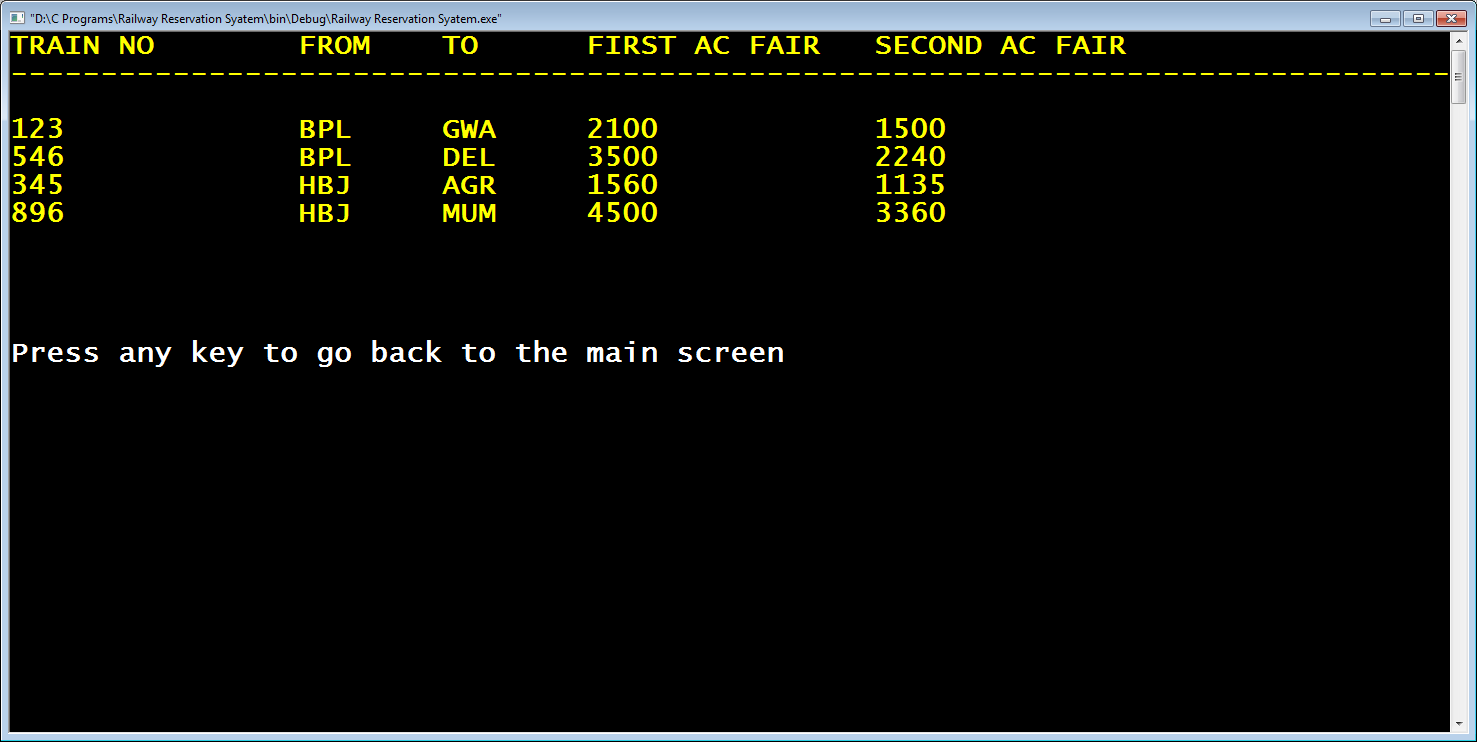 "D:\C Programs\Railway Reservation Syatem\bin\Debug\Railway Reservation Syatem.exe"
TRAIN NO FROM TO FIRST AC FAIR SECOND AC FAIR
--------------------------------------------------------------------------------
123 BPL GWA 2100 1500
546 BPL DEL 3500 2240
345 HBJ AGR 1560 1135
896 HBJ MUM 4500 3360
Press any key to go back to the main screen